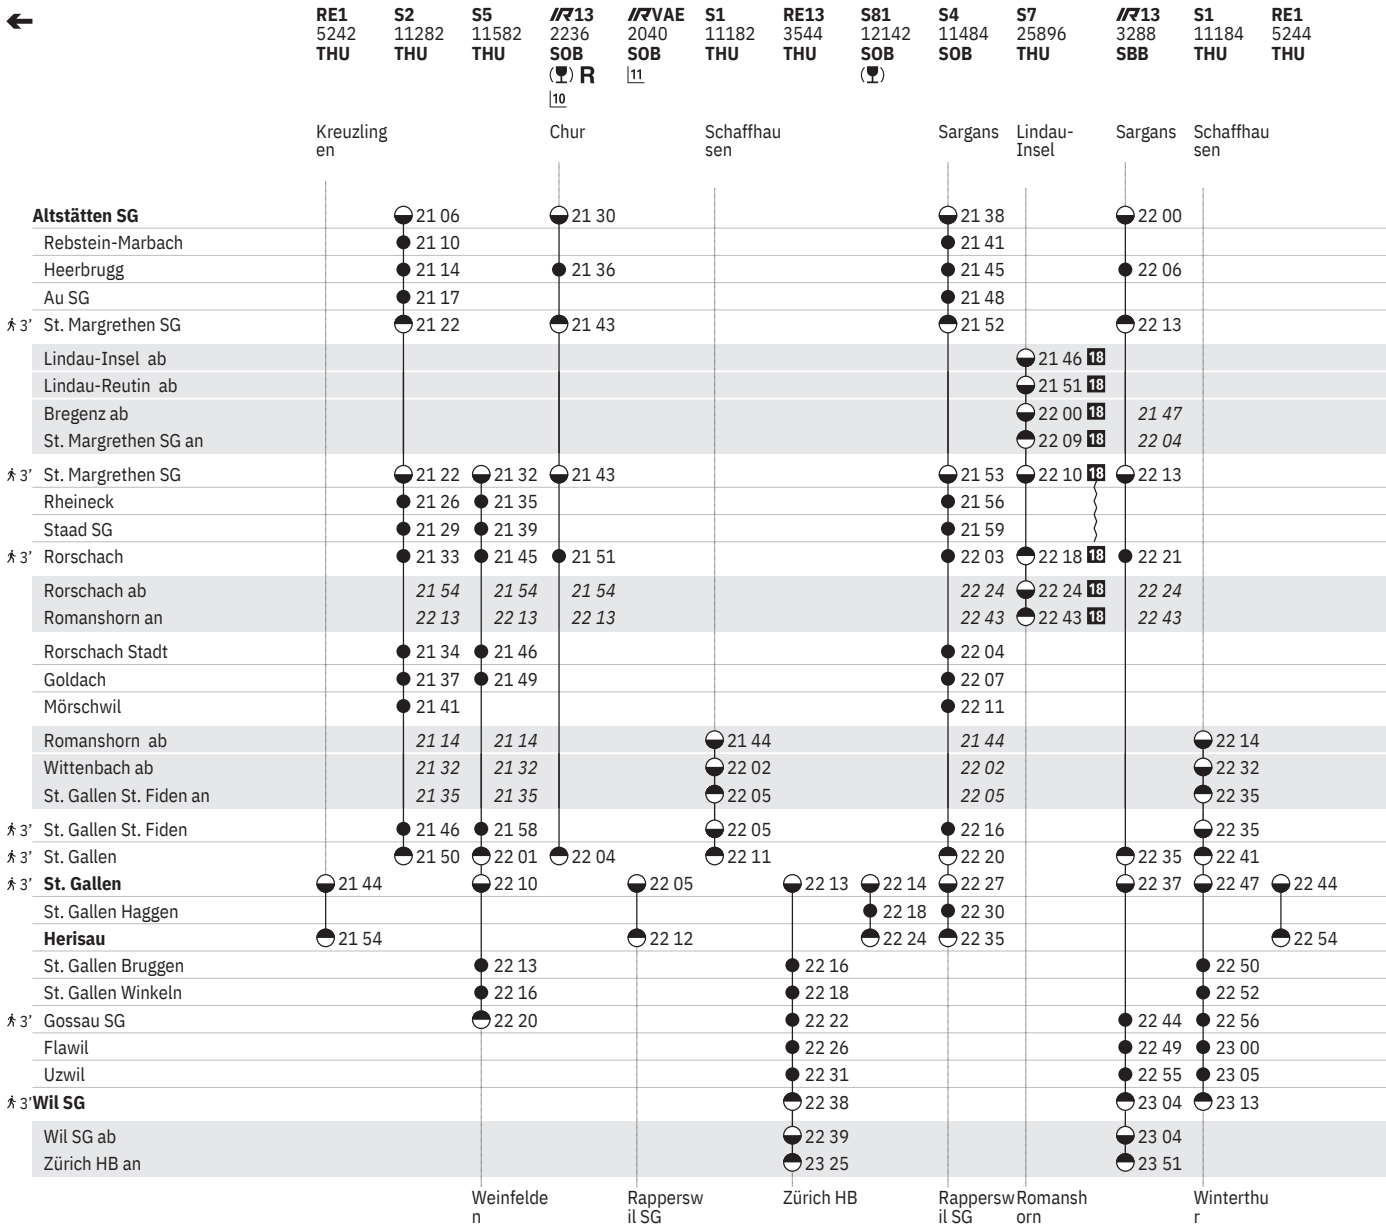 RE1 S2 S5 IR13 IRVAE S1 RE13 S81 S4 S7 IR13 S1 RE1
5242 11282 11582 2236 2040 11182 3544 12142 11484 25896 3288 11184 5244
THU THU THU SOB SOB THU THU SOB SOB THU SBB THU THU
R 11
10
Kreuzling Chur Schaffhau Sargans Lindau- Sargans Schaffhau
en sen Insel sen
Altstätten SG 21 06 21 30 21 38 22 00
Rebstein-Marbach 21 10 21 41
Heerbrugg 21 14 21 36 21 45 22 06
Au SG 21 17 21 48
3' St. Margrethen SG 21 22 21 43 21 52 22 13
Lindau-Insel ab 21 46 18
Lindau-Reutin ab 21 51 18
Bregenz ab 22 00 18 21 47
St. Margrethen SG an 22 09 18 22 04
3' St. Margrethen SG 21 22 21 32 21 43 21 53 22 10 18 22 13
Rheineck 21 26 21 35 21 56
Staad SG 21 29 21 39 21 59
3' Rorschach 21 33 21 45 21 51 22 03 22 18 18 22 21
Rorschach ab 21 54 21 54 21 54 22 24 22 24 18 22 24
Romanshorn an 22 13 22 13 22 13 22 43 22 43 18 22 43
Rorschach Stadt 21 34 21 46 22 04
Goldach 21 37 21 49 22 07
Mörschwil 21 41 22 11
Romanshorn ab 21 14 21 14 21 44 21 44 22 14
Wittenbach ab 21 32 21 32 22 02 22 02 22 32
St. Gallen St. Fiden an 21 35 21 35 22 05 22 05 22 35
3' St. Gallen St. Fiden 21 46 21 58 22 05 22 16 22 35
3' St. Gallen 21 50 22 01 22 04 22 11 22 20 22 35 22 41
3' St. Gallen 21 44 22 10 22 05 22 13 22 14 22 27 22 37 22 47 22 44
St. Gallen Haggen 22 18 22 30
Herisau 21 54 22 12 22 24 22 35 22 54
St. Gallen Bruggen 22 13 22 16 22 50
St. Gallen Winkeln 22 16 22 18 22 52
3' Gossau SG 22 20 22 22 22 44 22 56
Flawil 22 26 22 49 23 00
Uzwil 22 31 22 55 23 05
3' Wil SG 22 38 23 04 23 13
Wil SG ab 22 39 23 04
Zürich HB an 23 25 23 51
Weinfelde Rappersw Zürich HB Rappersw Romansh Winterthu
n il SG il SG orn r